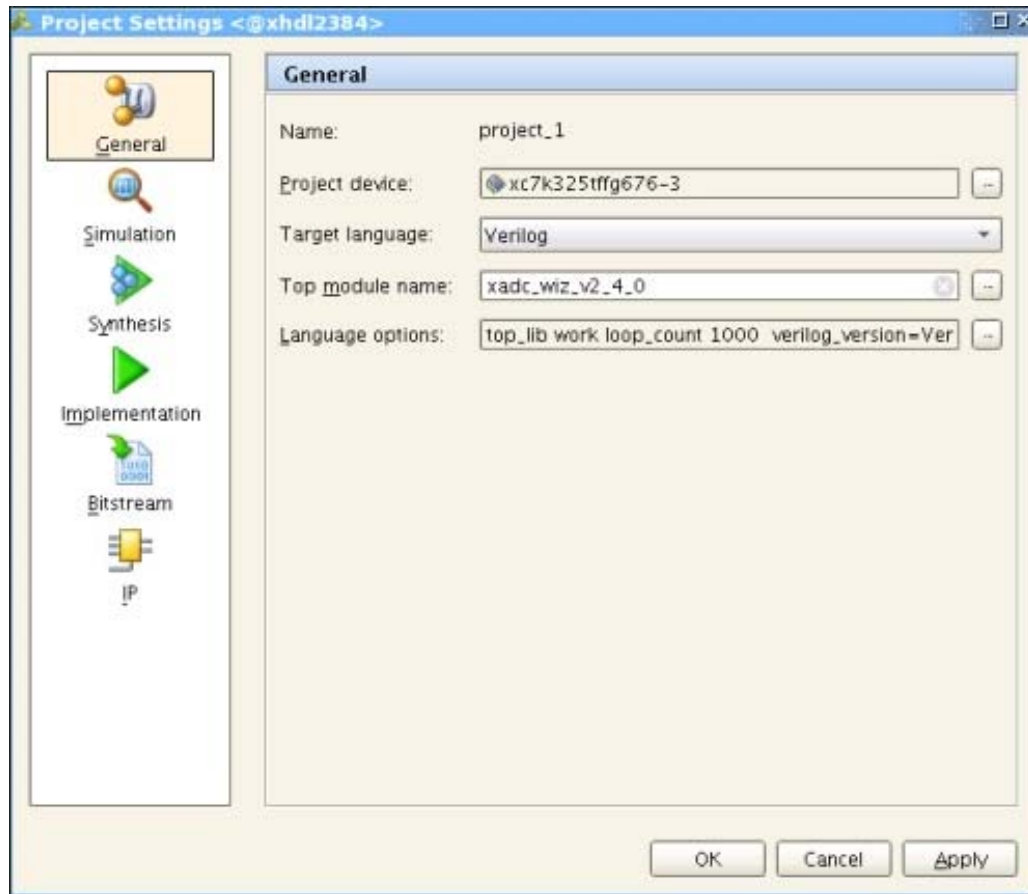 Project Settings <@xhdl2384>
General
Simulation
Synthesis
Implementation
1010
Bitstream
IP
General
Name: project_1
Project device: xc7k325tffg676-3 ...
Target language: Verilog
Top module name: xadc_wiz_v2_4_0 ...
Language options: top_lib work loop_count 1000 verilog_version=Ver ...
OK Cancel Apply